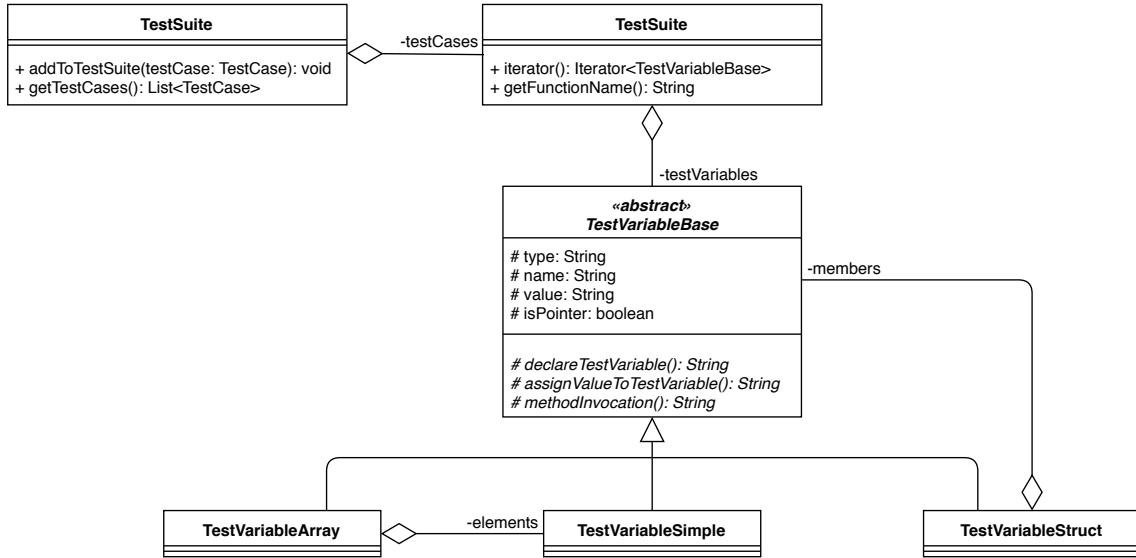 TestSuite
+ addToTestSuite(testCase: TestCase): void
+ getTestCases(): List<TestCase>
-testCases
TestSuite
+ iterator(): Iterator<TestVariableBase>
+ getFunctionName(): String
-testVariables
«abstract»
TestVariableBase
# type: String
# name: String
# value: String
# isPointer: boolean
# declareTestVariable(): String
# assignValueToTestVariable(): String
# methodInvocation(): String
-members
TestVariableArray
-elements
TestVariableSimple
TestVariableStruct